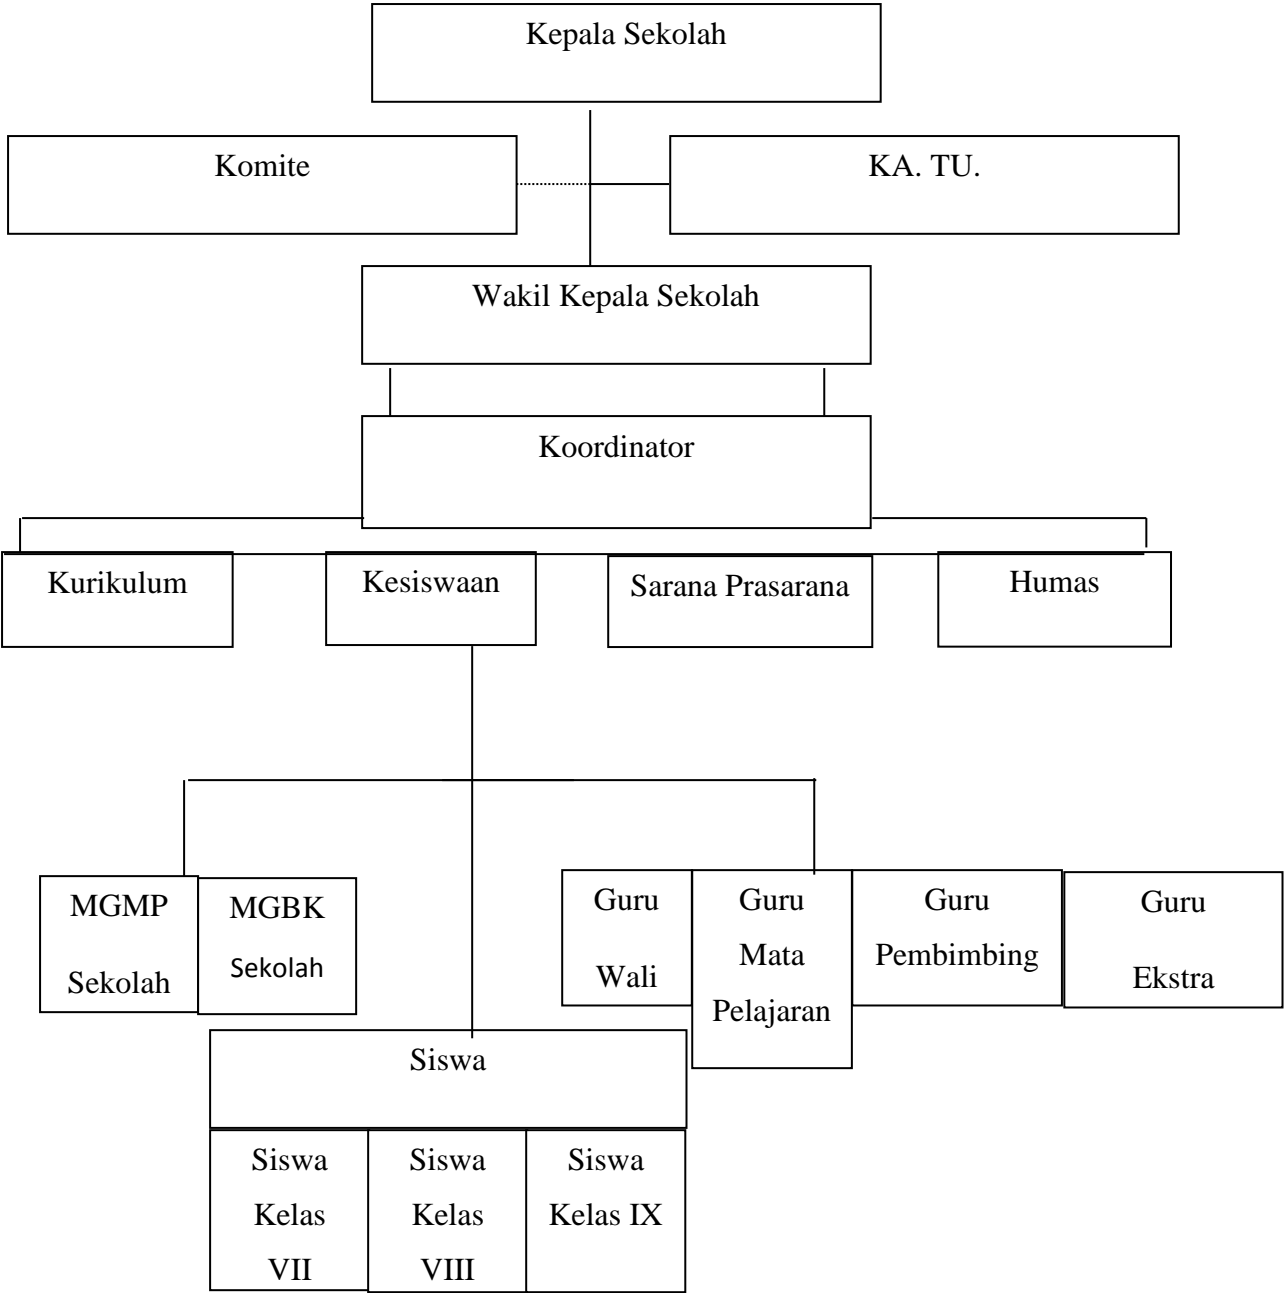 Kepala Sekolah
Komite
KA. TU.
Wakil Kepala Sekolah
Koordinator
Kurikulum
Kesiswaan
Sarana Prasarana
Humas
MGMP
Sekolah
MGBK
Sekolah
Guru
Wali
Guru
Mata
Pelajaran
Guru
Pembimbing
Guru
Ekstra
Siswa
Siswa
Kelas
VII
Siswa
Kelas
VIII
Siswa
Kelas IX